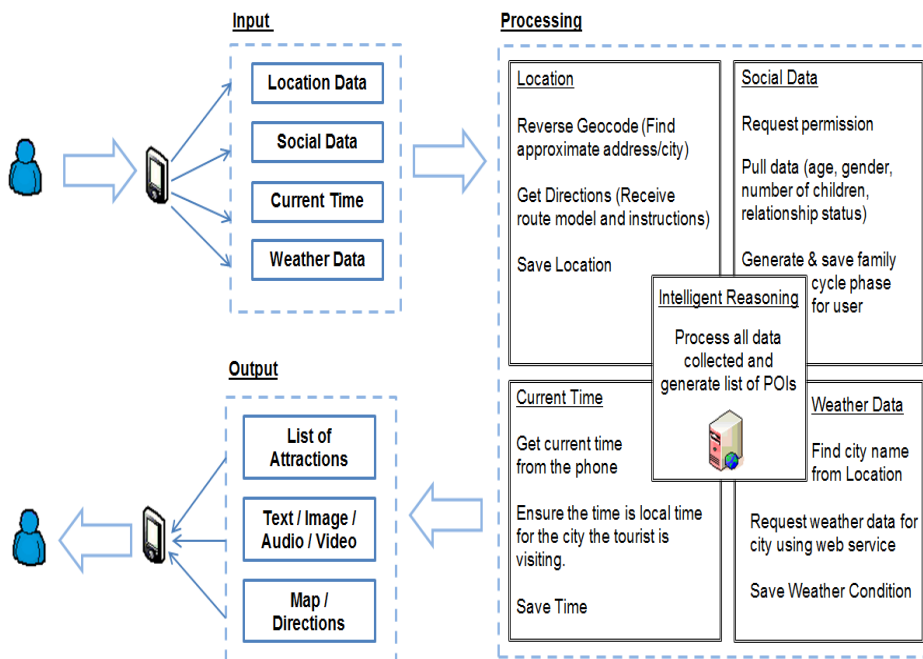 Input
Location Data
Social Data
Current Time
Weather Data
Processing
Location
Reverse Geocode (Find
approximate address/city)
Get Directions (Receive
route model and instructions)
Save Location
Social Data
Request permission
Pull data (age, gender,
number of children,
relationship status)
Generate & save family
cycle phase
for user
Intelligent Reasoning
Process all data
collected and
generate list of POIs
Current Time
Get current time
from the phone
Ensure the time is local time
for the city the tourist is
visiting.
Save Time
Weather Data
Find city name
from Location
Request weather data for
city using web service
Save Weather Condition
Output
List of
Attractions
Text / Image /
Audio / Video
Map /
Directions